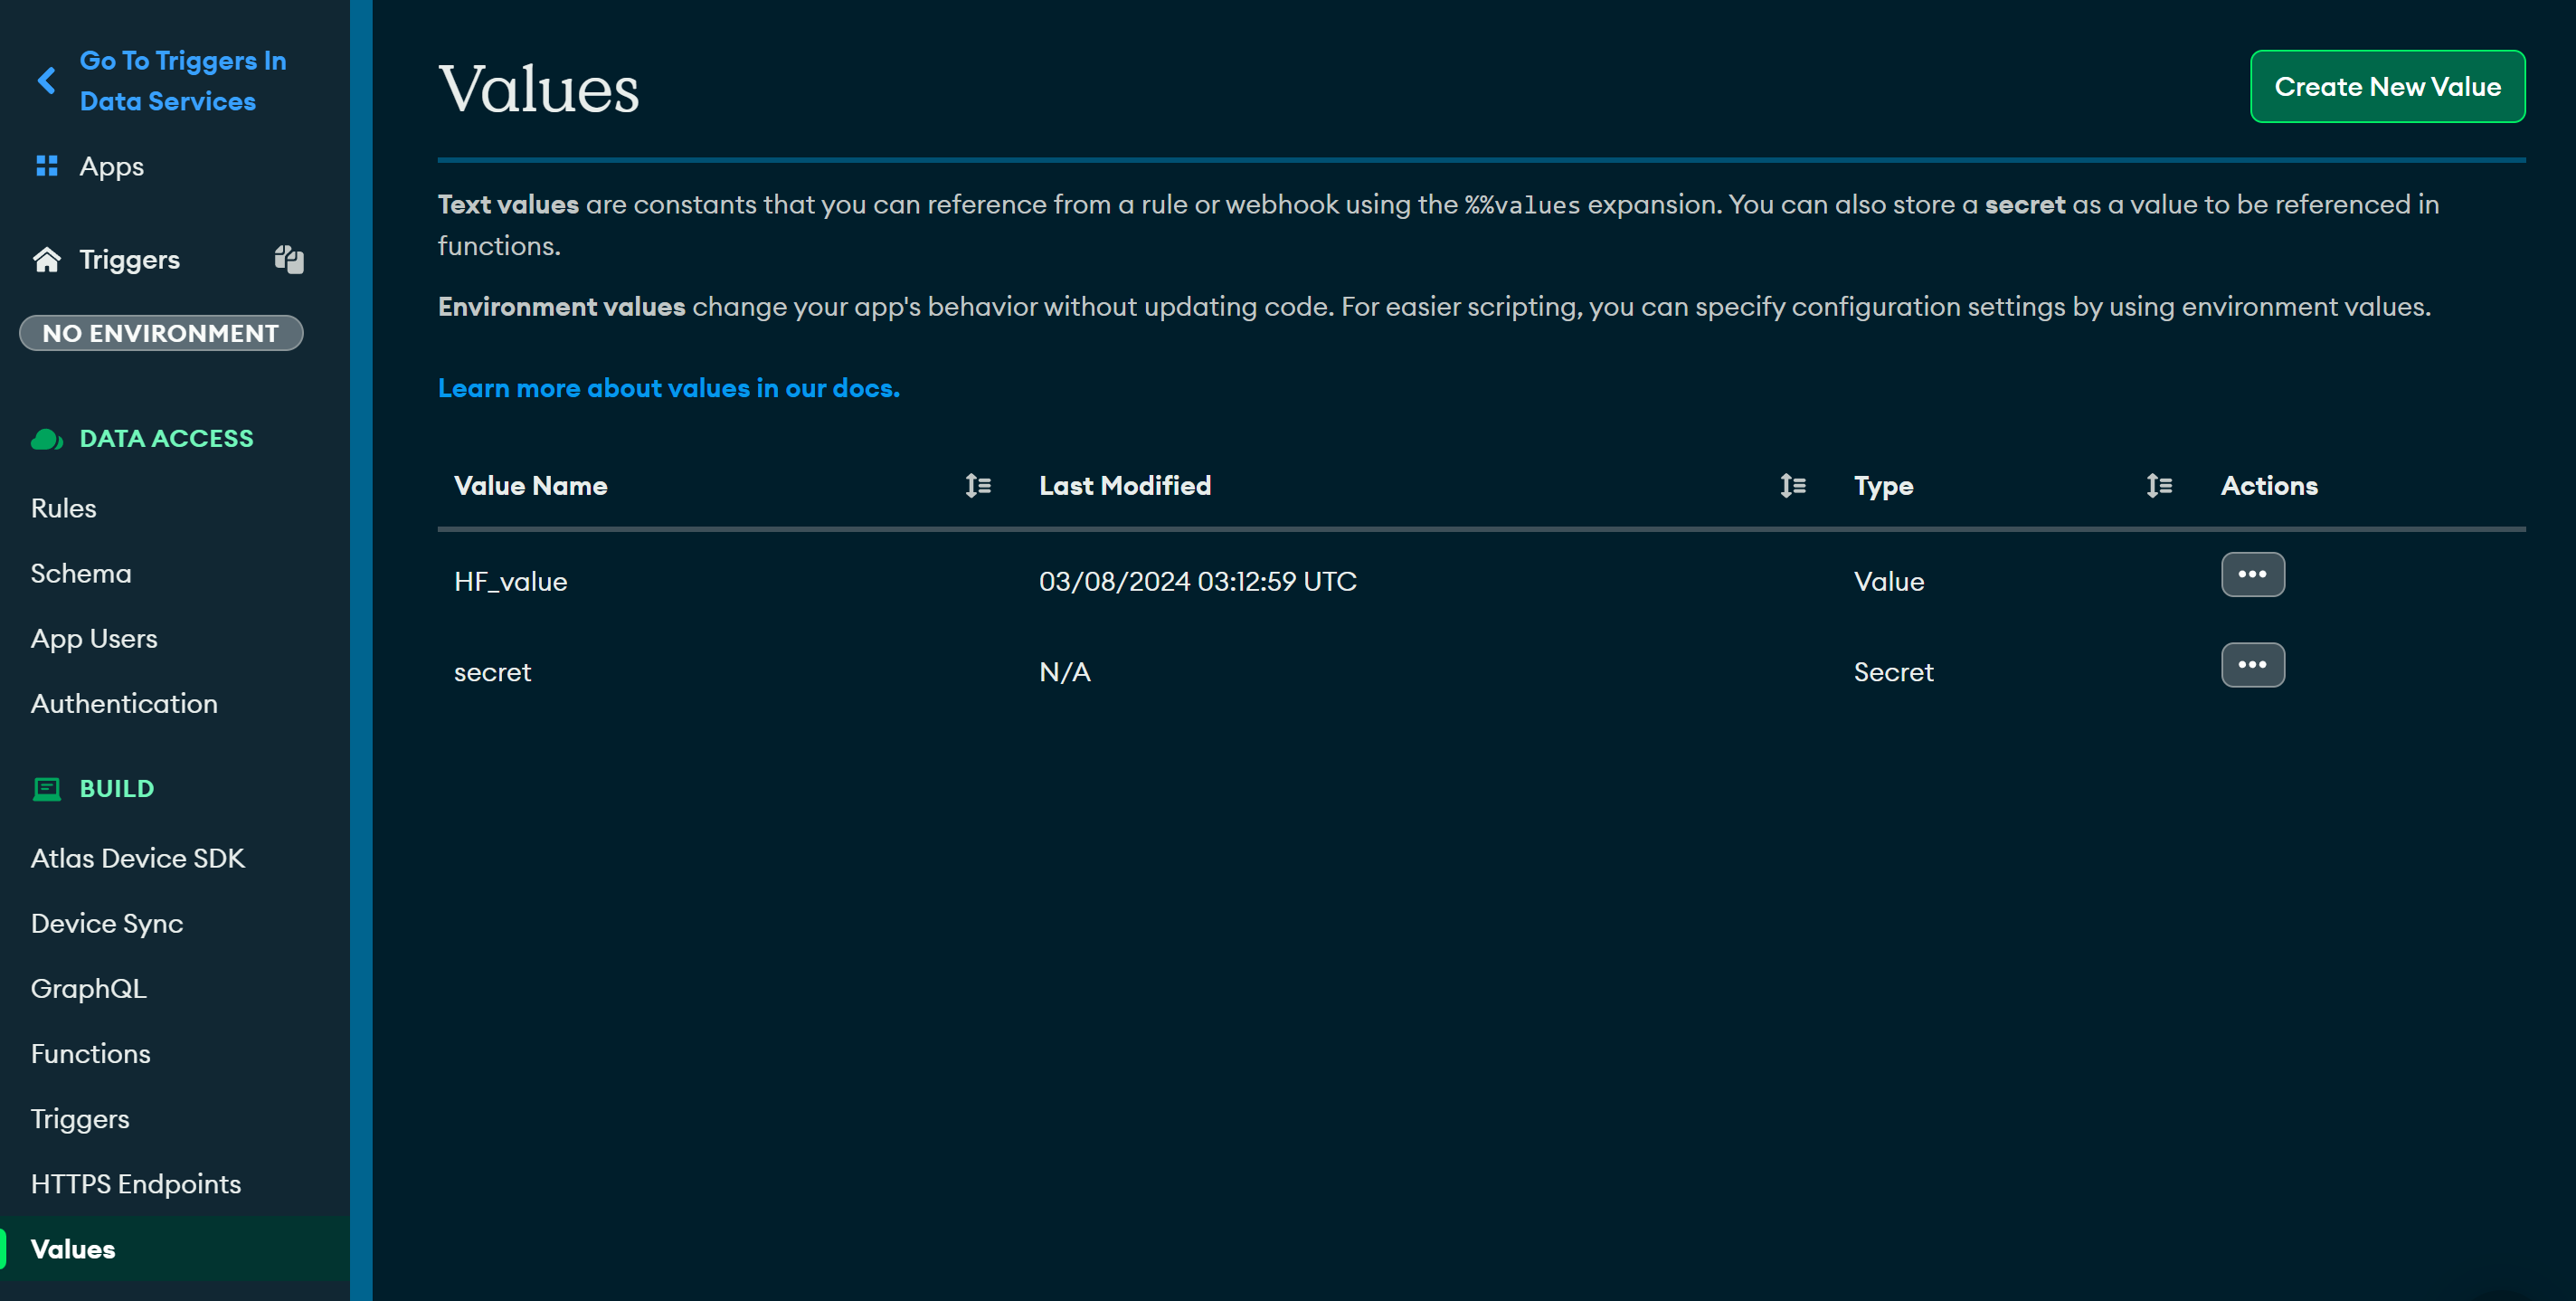 Go To Triggers In
Data Services
Apps
Triggers
NO ENVIRONMENT
DATA ACCESS
Rules
Schema
App Users
Authentication
BUILD
Atlas Device SDK
Device Sync
GraphQL
Functions
Triggers
HTTPS Endpoints
Values
Values
Create New Value
Text values are constants that you can reference from a rule or webhook using the %%values expansion. You can also store a secret as a value to be referenced in
functions.
Environment values change your app's behavior without updating code. For easier scripting, you can specify configuration settings by using environment values.
Learn more about values in our docs.
Value Name Last Modified Type Actions
HF_value 03/08/2024 03:12:59 UTC Value
secret N/A Secret